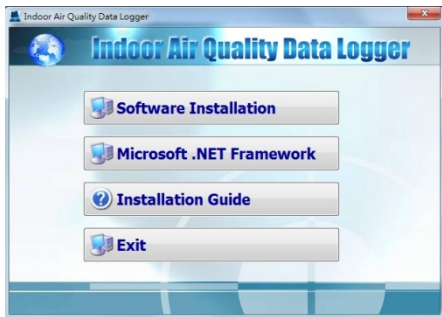 Indoor Air Quality Data Logger
Indoor Air Quality Data Logger
Software Installation
Microsoft .NET Framework
Installation Guide
Exit